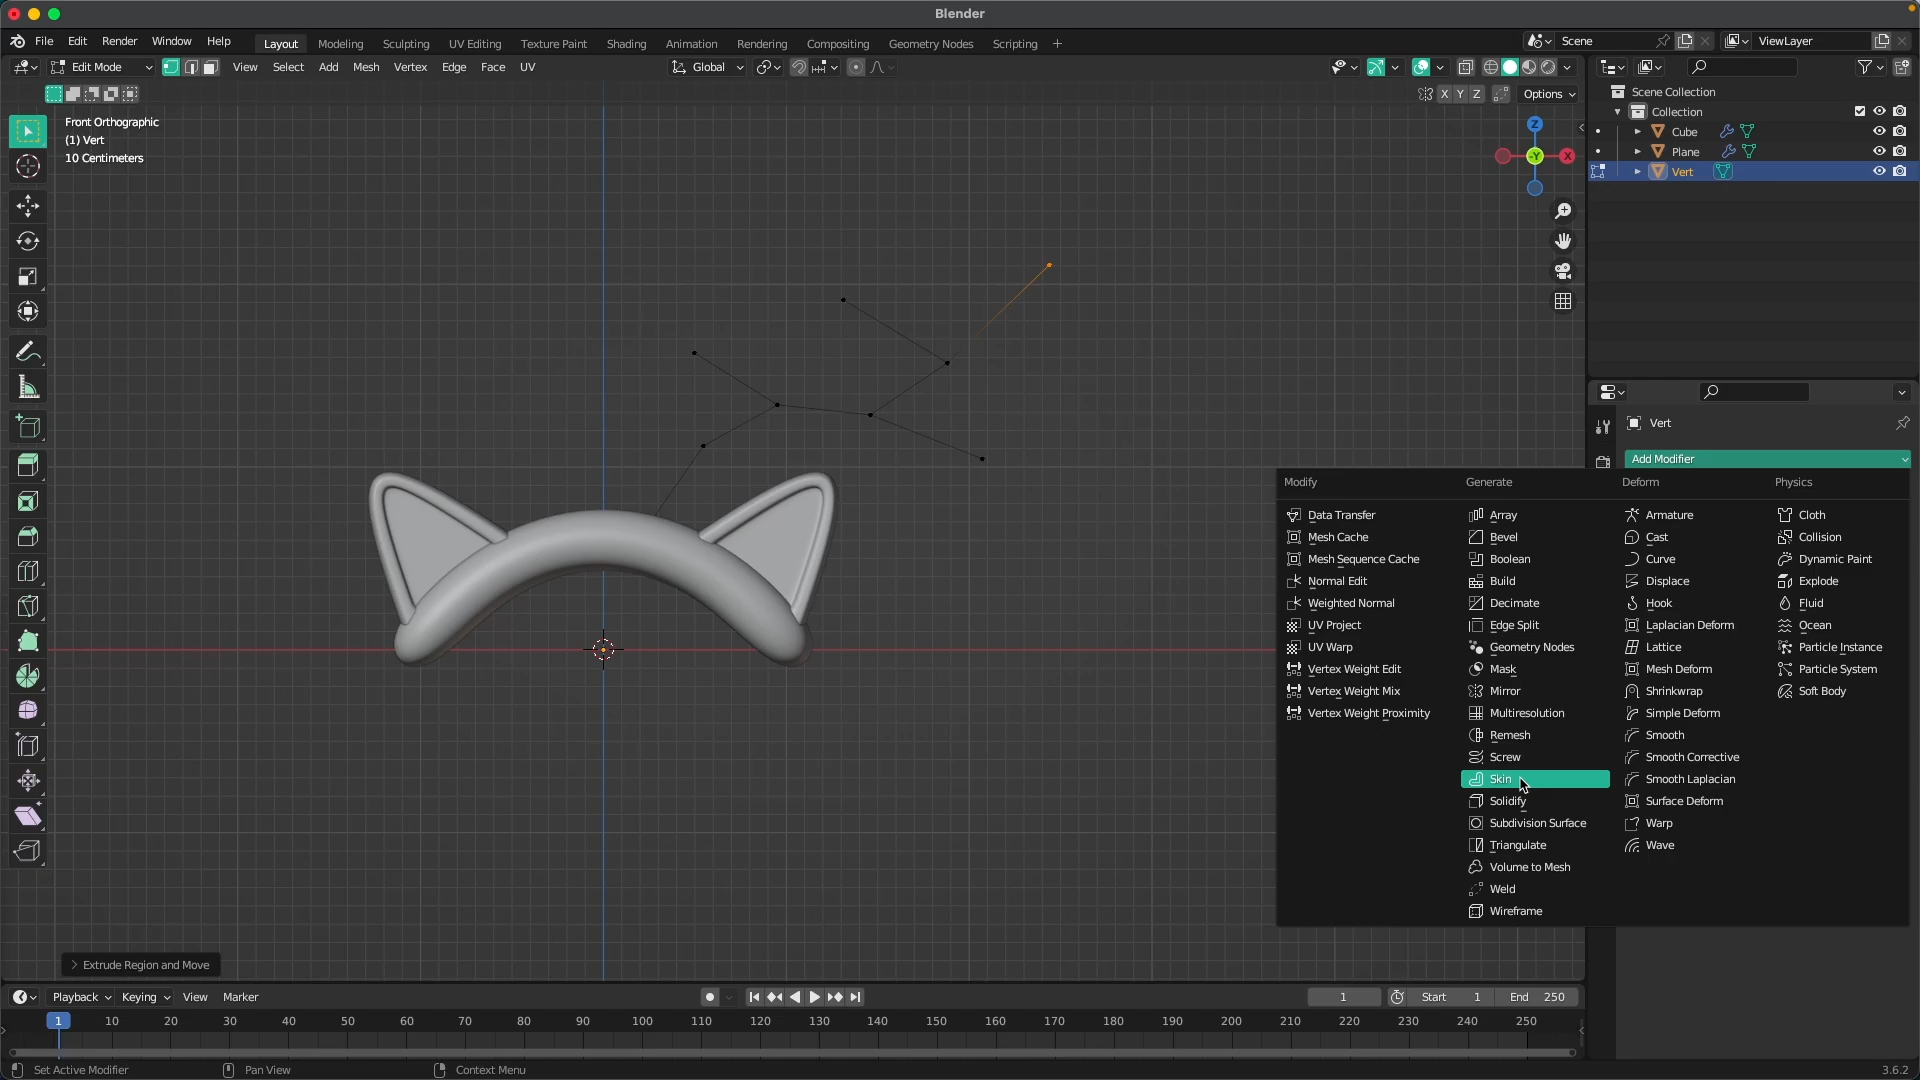 Blender
File Edit Render Window Help
Layout Modeling Sculpting UV Editing Texture Paint Shading Animation Rendering Compositing Geometry Nodes Scripting +
Scene
ViewLayer
Edit Mode
View Select Add Mesh Vertex Edge Face UV
Global
X Y Z
Options
Front Orthographic
(1) Vert
10 Centimeters
Z
-Y
X
Scene Collection
Collection
Cube
Plane
Vert
Vert
Add Modifier
Modify
Data Transfer
Mesh Cache
Mesh Sequence Cache
Normal Edit
Weighted Normal
UV Project
UV Warp
Vertex Weight Edit
Vertex Weight Mix
Vertex Weight Proximity
Generate
Array
Bevel
Boolean
Build
Decimate
Edge Split
Geometry Nodes
Mask
Mirror
Multiresolution
Remesh
Screw
Skin
Solidify
Subdivision Surface
Triangulate
Volume to Mesh
Weld
Wireframe
Deform
Armature
Cast
Curve
Displace
Hook
Laplacian Deform
Lattice
Mesh Deform
Shrinkwrap
Simple Deform
Smooth
Smooth Corrective
Smooth Laplacian
Surface Deform
Warp
Wave
Physics
Cloth
Collision
Dynamic Paint
Explode
Fluid
Ocean
Particle Instance
Particle System
Soft Body
Extrude Region and Move
Playback Keying View Marker
1
Start 1
End 250
1 10 20 30 40 50 60 70 80 90 100 110 120 130 140 150 160 170 180 190 200 210 220 230 240 250
Set Active Modifier
Pan View
Context Menu
3.6.2